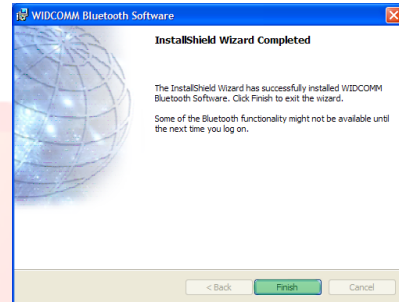 WIDCOMM Bluetooth Software
InstallShield Wizard Completed
The InstallShield Wizard has successfully installed WIDCOMM
Bluetooth Software. Click Finish to exit the wizard.
Some of the Bluetooth functionality might not be available until
the next time you log on.
< Back Finish Cancel